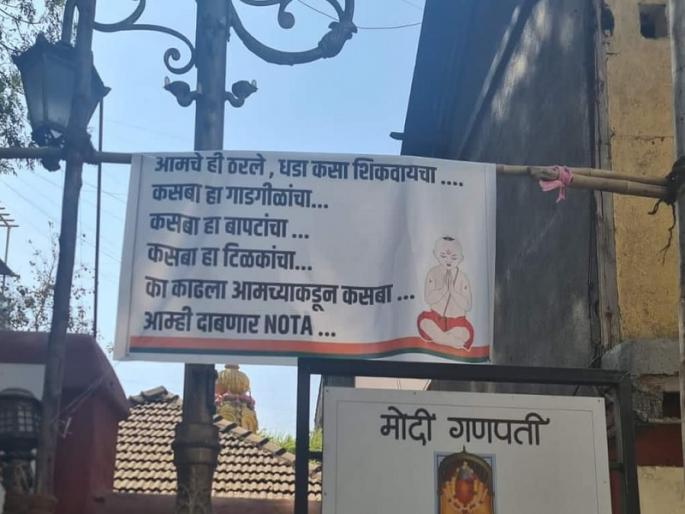 आमचे ही ठरले , धडा कसा शिकवायचा ....
कसबा हा गाडगीळांचा...
कसबा हा बापटांचा ...
कसबा हा टिळकांचा...
का काढला आमच्याकडून कसबा ...
आम्ही दाबणार NOTA ...
मोदी गणपती